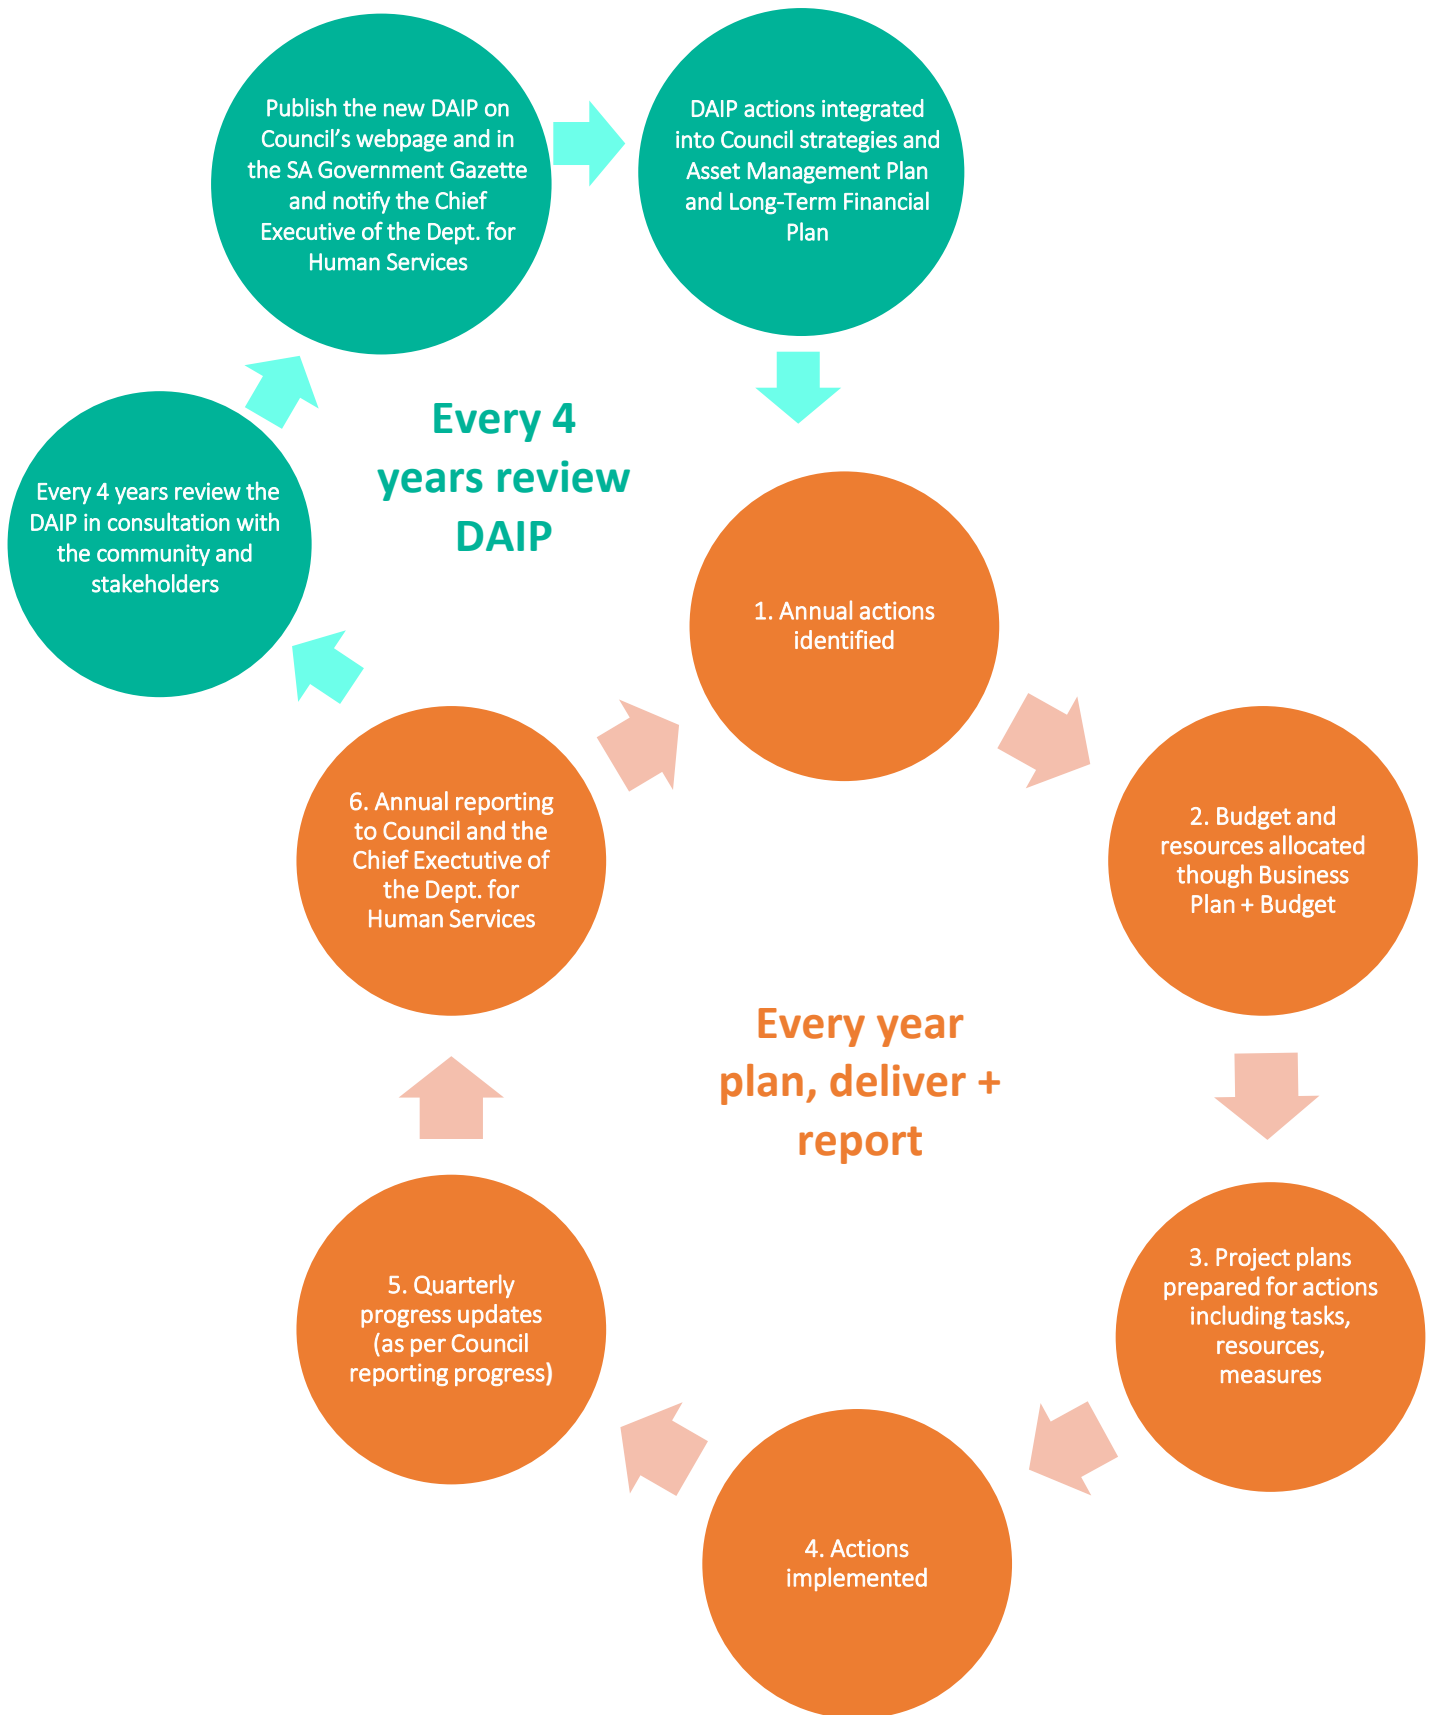 Publish the new DAIP on
Council's webpage and in
the SA Government Gazette
and notify the Chief
Executive of the Dept. for
Human Services
DAIP actions integrated
into Council strategies and
Asset Management Plan
and Long-Term Financial
Plan
Every 4
years review
DAIP
Every 4 years review the
DAIP in consultation with
the community and
stakeholders
1. Annual actions
identified
2. Budget and
resources allocated
though Business
Plan + Budget
3. Project plans
prepared for actions
including tasks,
resources,
measures
4. Actions
implemented
5. Quarterly
progress updates
(as per Council
reporting progress)
6. Annual reporting
to Council and the
Chief Exectutive of
the Dept. for
Human Services
Every year
plan, deliver +
report